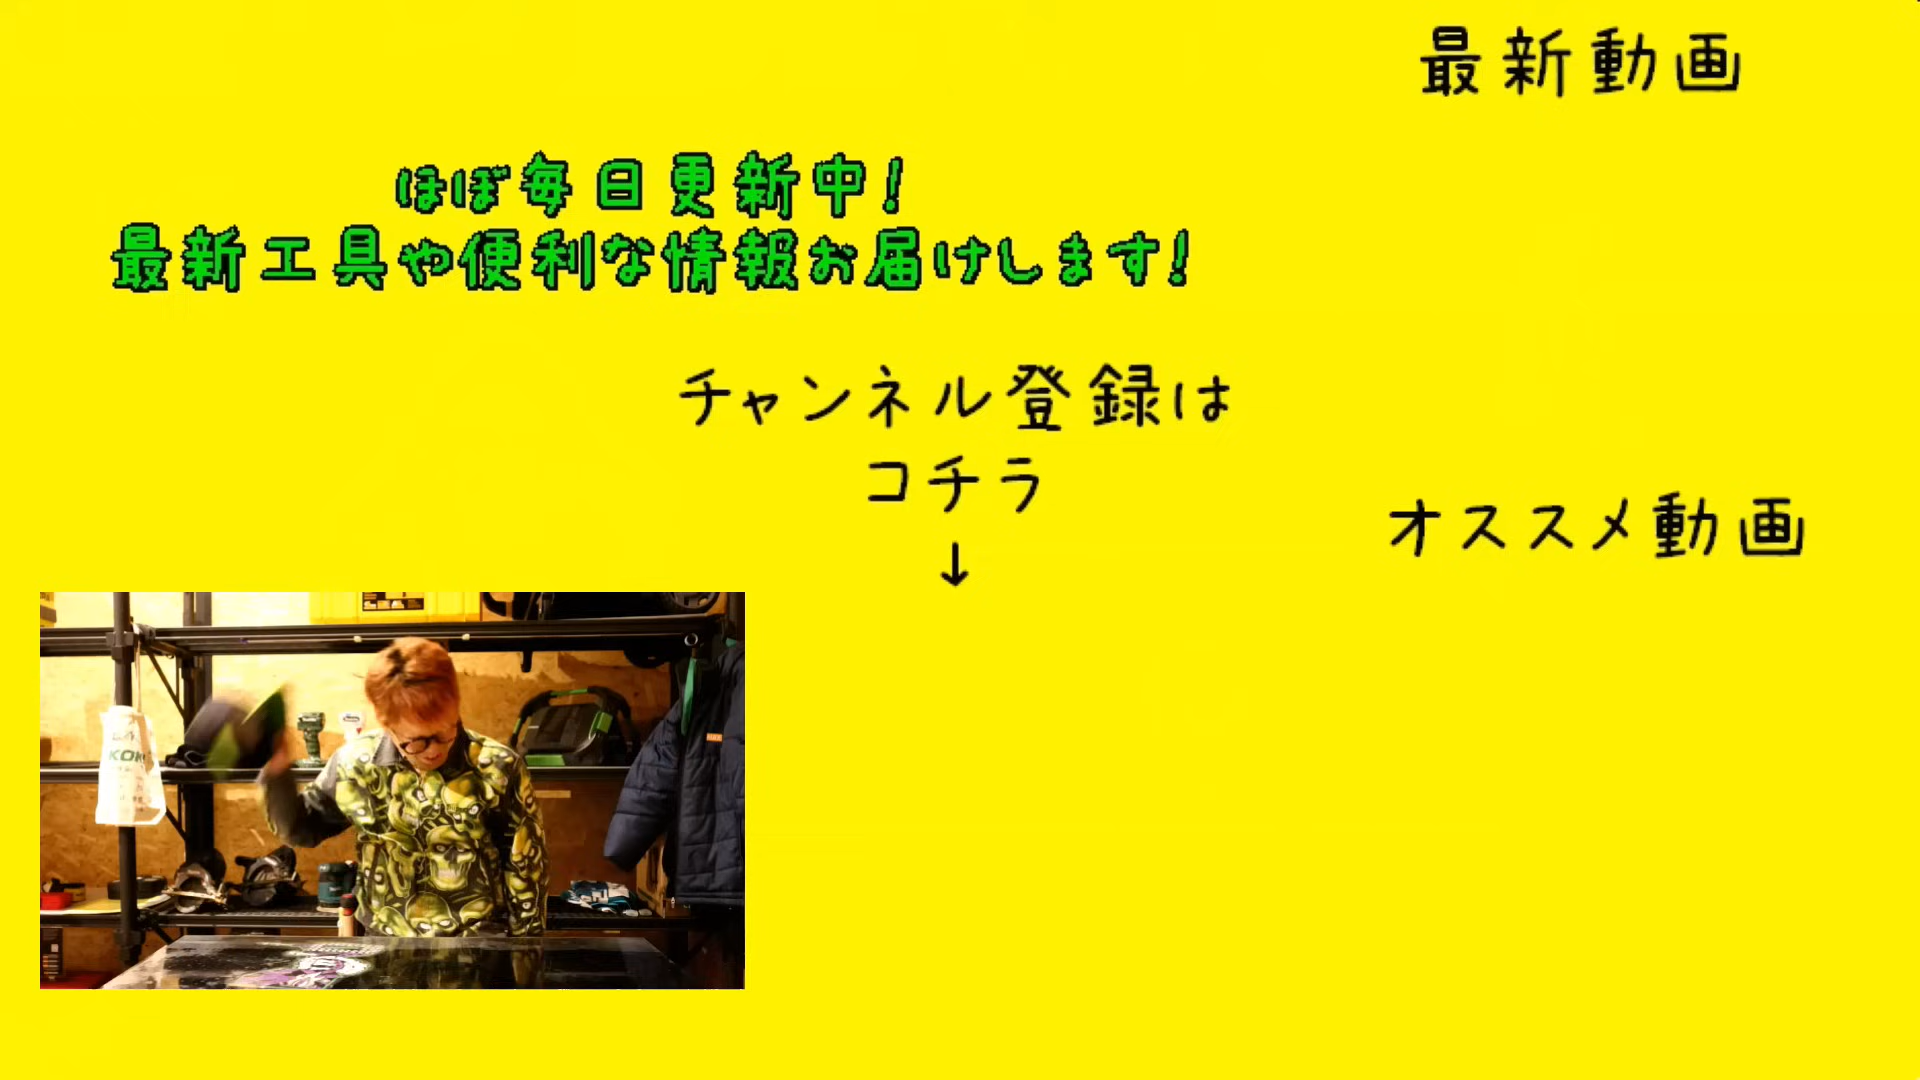 最新動画
ほぼ毎日更新中!
最新工具や便利な情報お届けします!
チャンネル登録は
コチラ
↓
オススメ動画